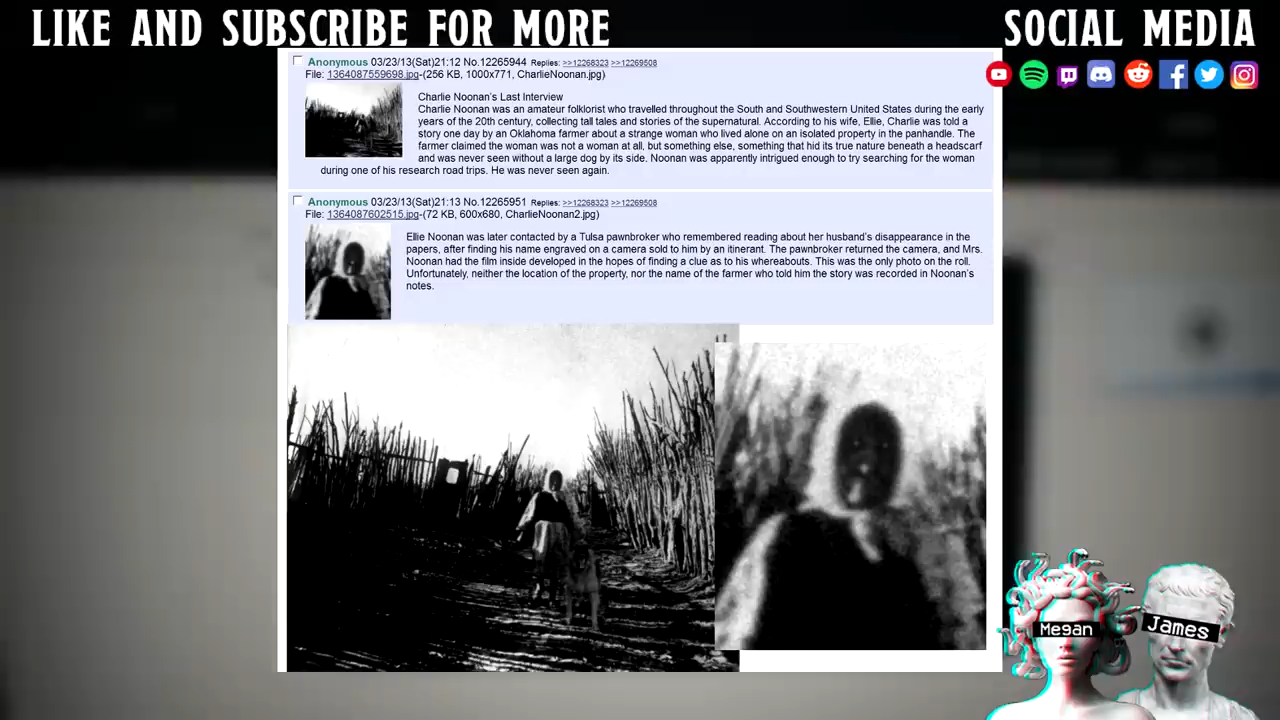 LIKE AND SUBSCRIBE FOR MORE
SOCIAL MEDIA
Anonymous 03/23/13(Sat)21:12 No.12265944 Replies: >>12268323 >>12269508
File: 1364087559698.jpg-(256 KB, 1000x771, CharlieNoonan.jpg)
Charlie Noonan's Last Interview
Charlie Noonan was an amateur folklorist who travelled throughout the South and Southwestern United States during the early
years of the 20th century, collecting tall tales and stories of the supernatural. According to his wife, Ellie, Charlie was told a
story one day by an Oklahoma farmer about a strange woman who lived alone on an isolated property in the panhandle. The
farmer claimed the woman was not a woman at all, but something else, something that hid its true nature beneath a headscarf
and was never seen without a large dog by its side. Noonan was apparently intrigued enough to try searching for the woman
during one of his research road trips. He was never seen again.
Anonymous 03/23/13(Sat)21:13 No.12265951 Replies: >>12268323 >>12269508
File: 1364087602515.jpg-(72 KB, 600x680, CharlieNoonan2.jpg)
Ellie Noonan was later contacted by a Tulsa pawnbroker who remembered reading about her husband's disappearance in the
papers, after finding his name engraved on a camera sold to him by an itinerant. The pawnbroker returned the camera, and Mrs.
Noonan had the film inside developed in the hopes of finding a clue as to his whereabouts. This was the only photo on the roll.
Unfortunately, neither the location of the property, nor the name of the farmer who told him the story was recorded in Noonan's
notes.
Megan
James